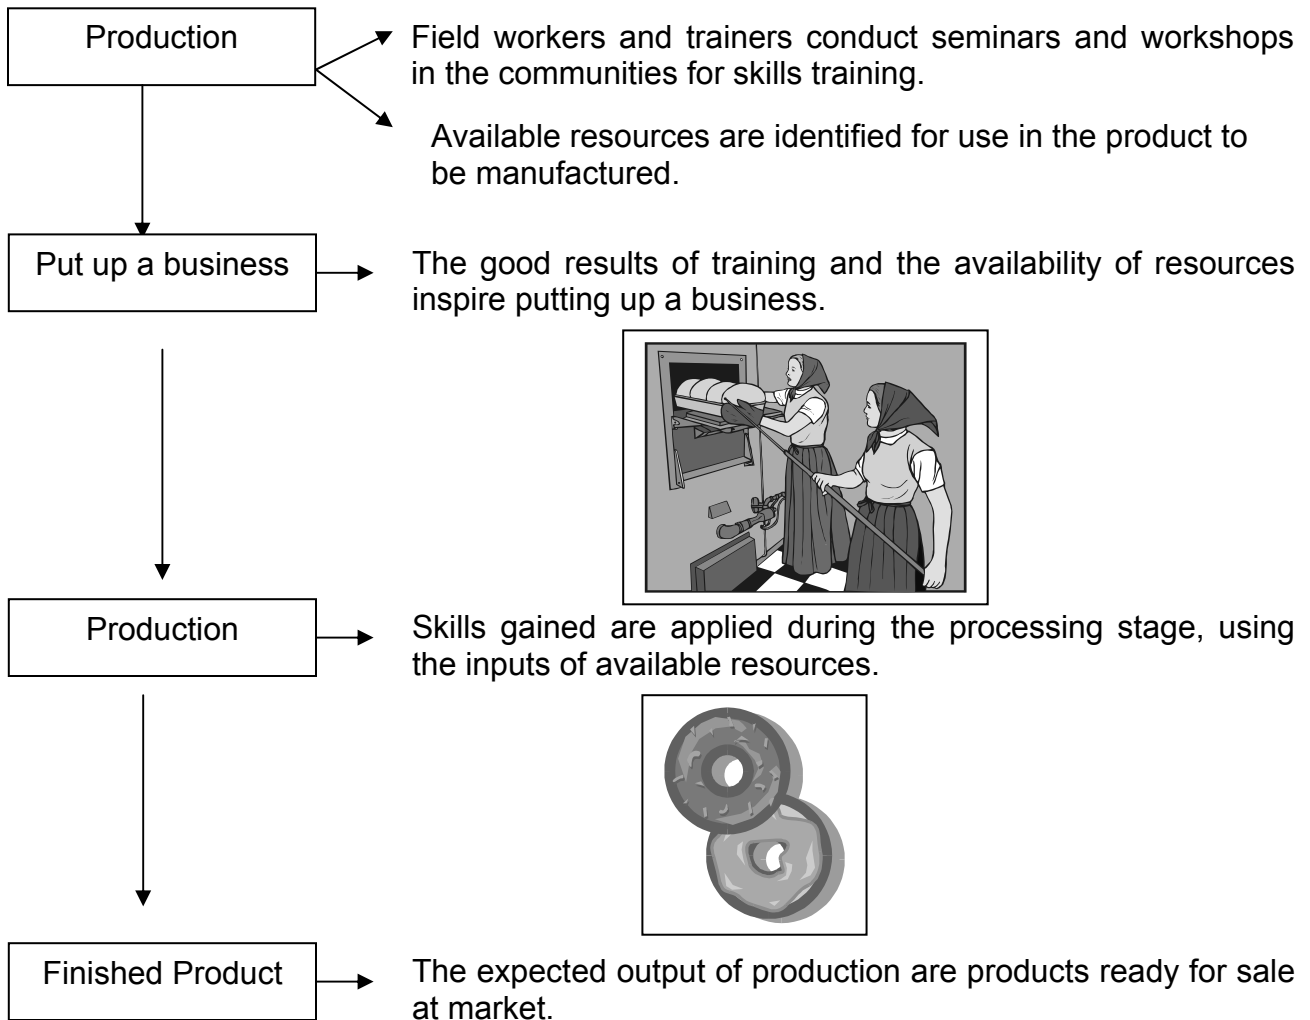 Production
Field workers and trainers conduct seminars and workshops
in the communities for skills training.
Available resources are identified for use in the product to
be manufactured.
Put up a business
The good results of training and the availability of resources
inspire putting up a business.
Production
Skills gained are applied during the processing stage, using
the inputs of available resources.
Finished Product
The expected output of production are products ready for sale
at market.